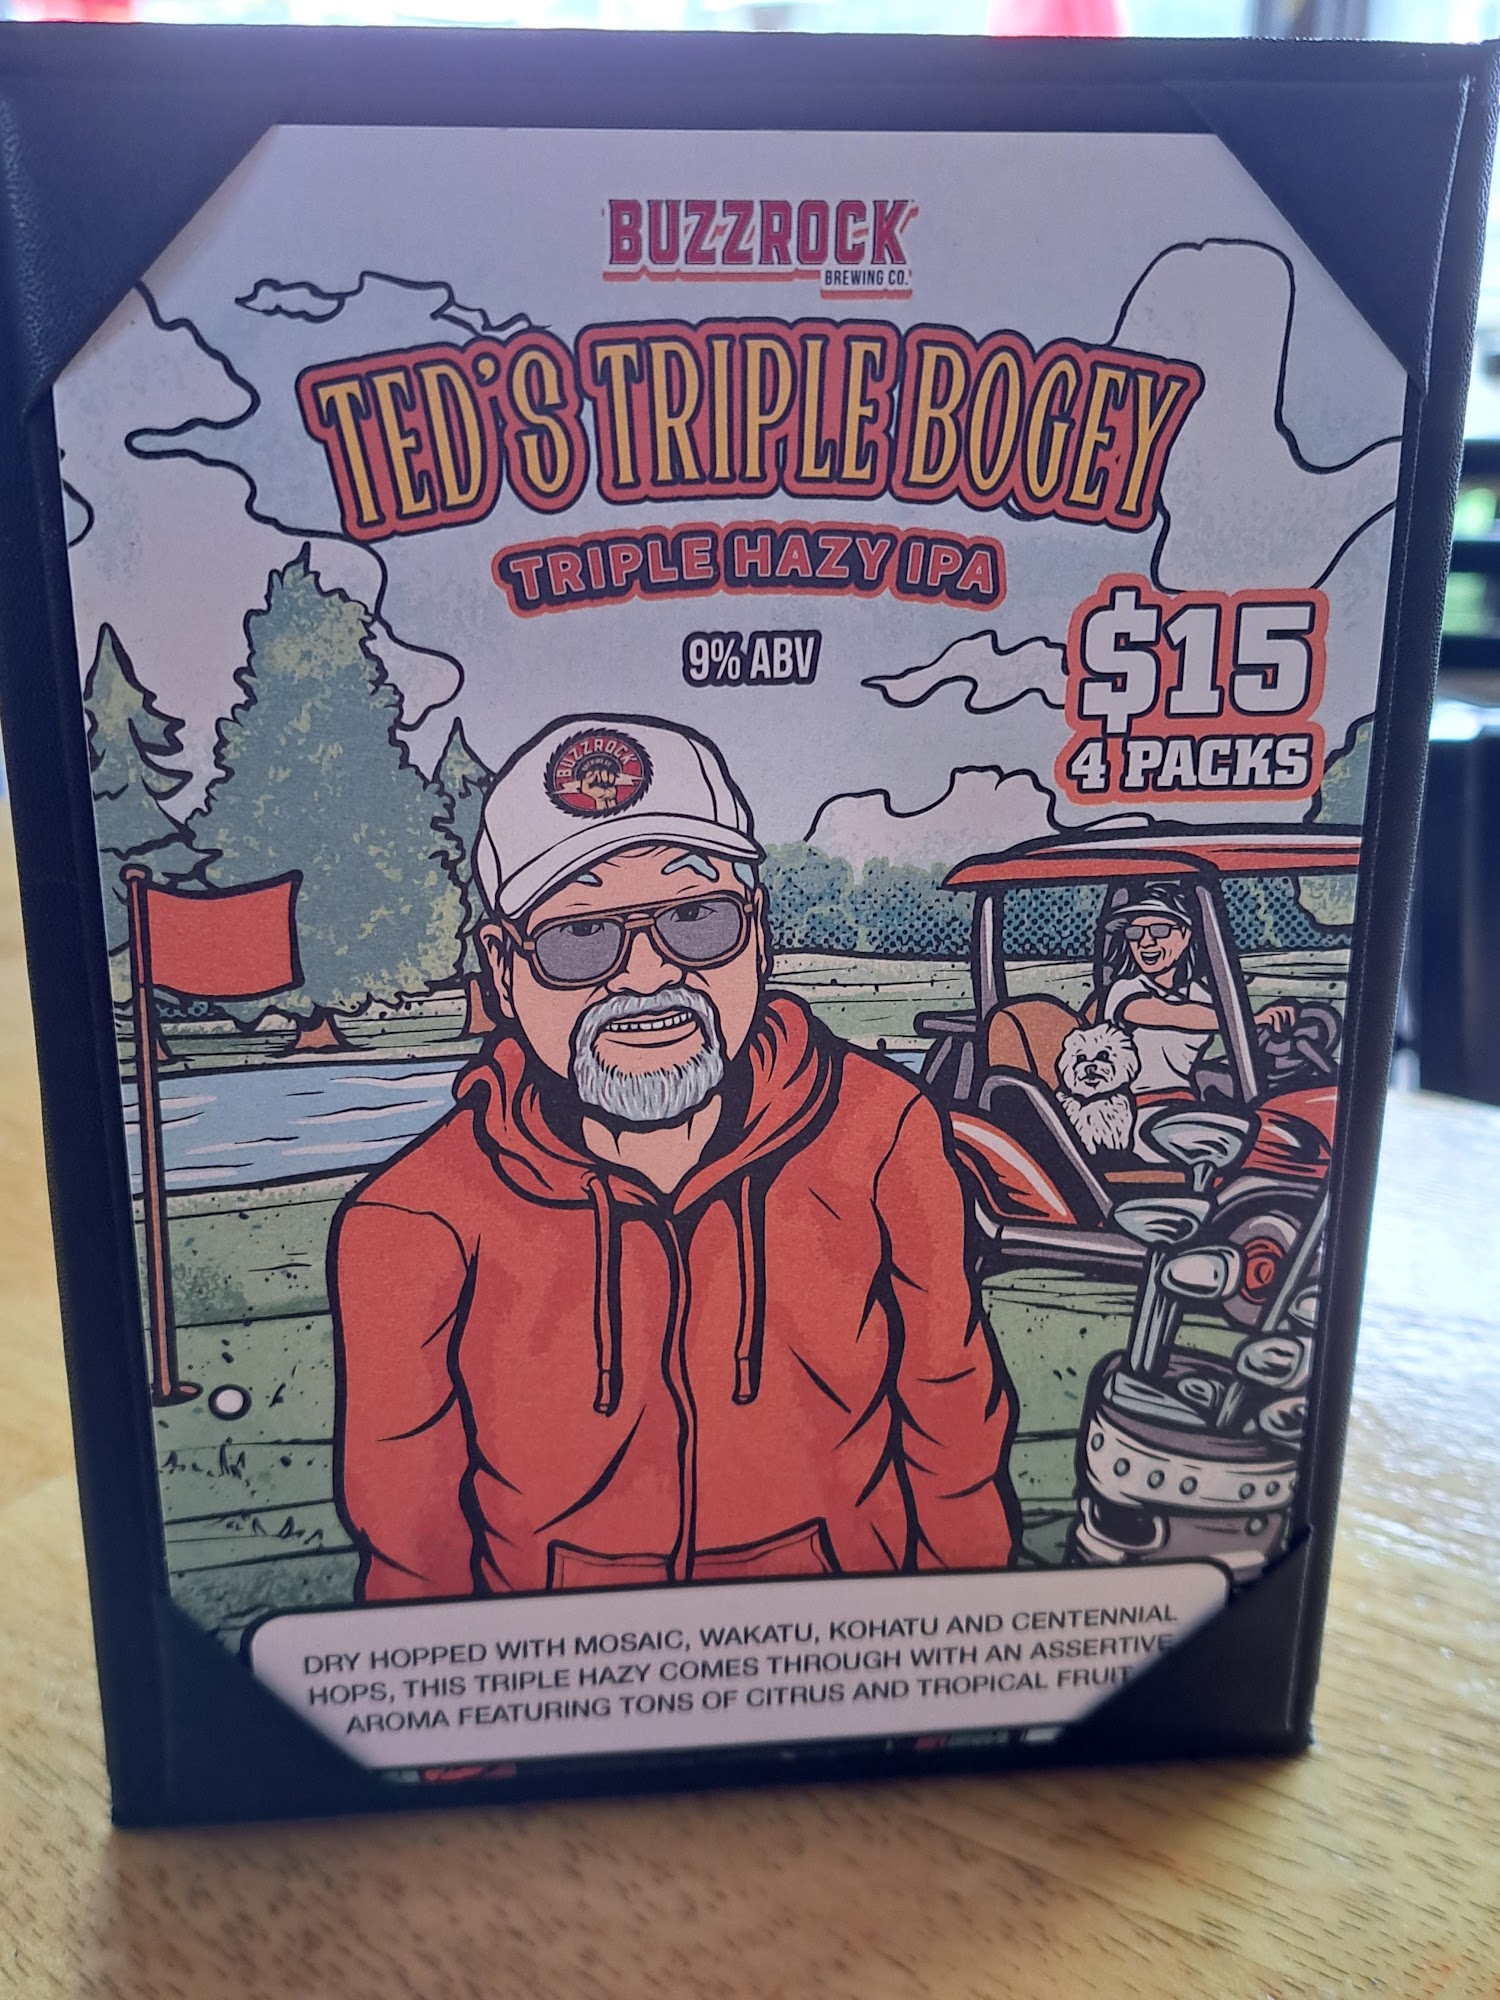 BUZZROCK
BREWING CO.
TED'S TRIPLE BOGEY
TRIPLE HAZY IPA
9% ABV
$15
4 PACKS
BUZZROCK
DRY HOPPED WITH MOSAIC, WAKATU, KOHATU AND CENTENNIAL
HOPS, THIS TRIPLE HAZY COMES THROUGH WITH AN ASSERTIVE
AROMA FEATURING TONS OF CITRUS AND TROPICAL FRUIT